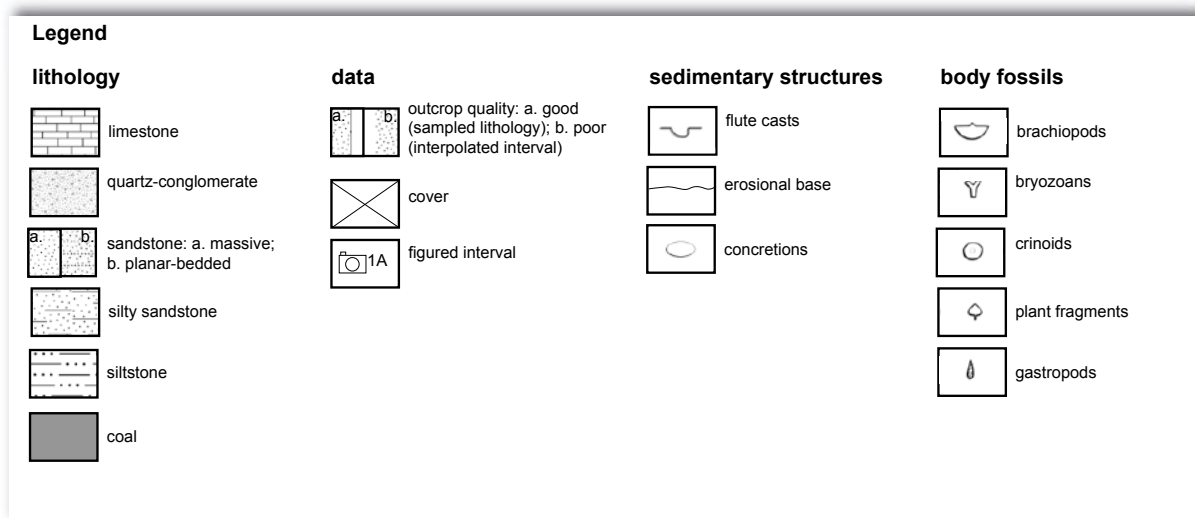 Legend
lithology
limestone
quartz-conglomerate
a. b.
sandstone: a. massive;
b. planar-bedded
silty sandstone
siltstone
coal
data
a. b.
outcrop quality: a. good
(sampled lithology); b. poor
(interpolated interval)
cover
1A
figured interval
sedimentary structures
flute casts
erosional base
concretions
body fossils
brachiopods
bryozoans
crinoids
plant fragments
gastropods